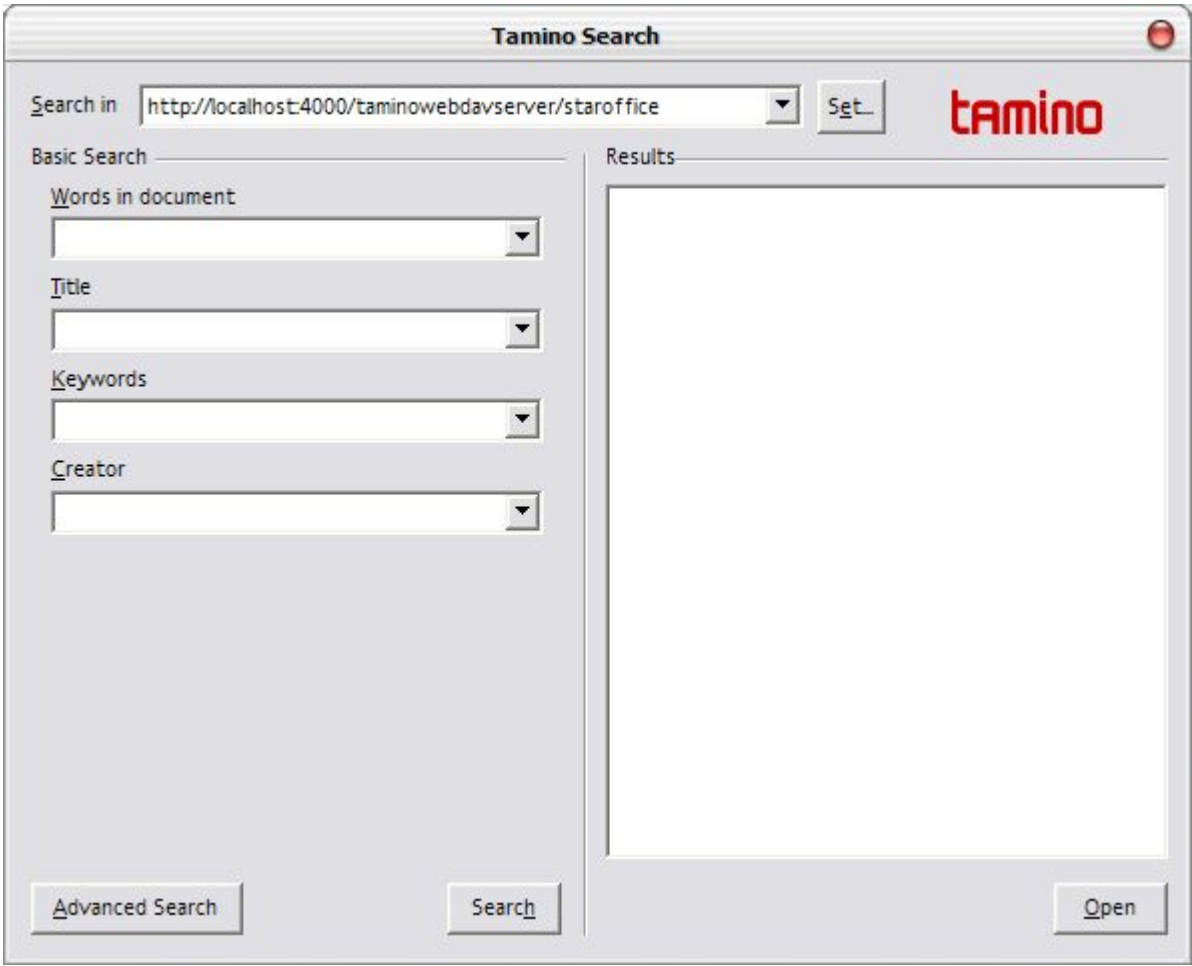 Tamino Search
Search in http://localhost:4000/taminowebdavserver/staroffice Set... tamino
Basic Search
Words in document
Title
Keywords
Creator
Advanced Search Search
Results
Open